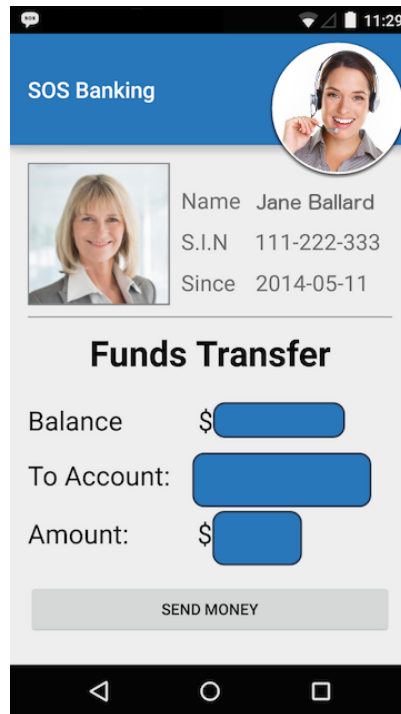 SOS
11:29
SOS Banking
Name Jane Ballard
S.I.N 111-222-333
Since 2014-05-11
Funds Transfer
Balance $
To Account:
Amount: $
SEND MONEY